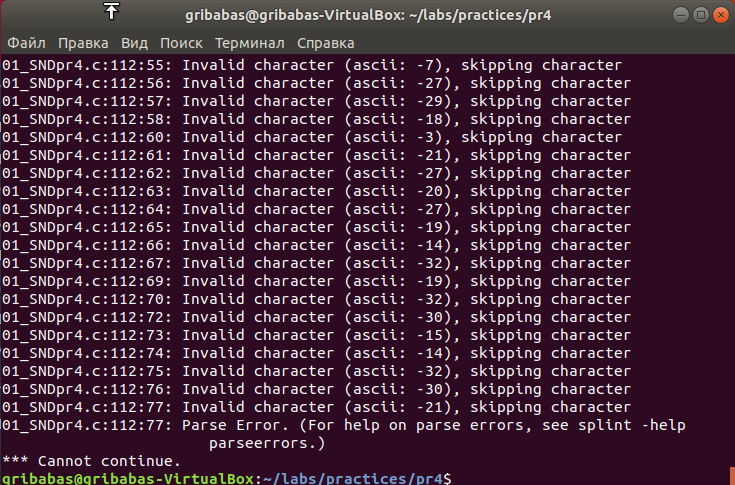 gribabas@gribabas-VirtualBox: ~/labs/practices/pr4
Файл Правка Вид Поиск Терминал Справка
01_SNDpr4.c:112:55: Invalid character (ascii: -7), skipping character
01_SNDpr4.c:112:56: Invalid character (ascii: -27), skipping character
01_SNDpr4.c:112:57: Invalid character (ascii: -29), skipping character
01_SNDpr4.c:112:58: Invalid character (ascii: -18), skipping character
01_SNDpr4.c:112:60: Invalid character (ascii: -3), skipping character
01_SNDpr4.c:112:61: Invalid character (ascii: -21), skipping character
01_SNDpr4.c:112:62: Invalid character (ascii: -27), skipping character
01_SNDpr4.c:112:63: Invalid character (ascii: -20), skipping character
01_SNDpr4.c:112:64: Invalid character (ascii: -27), skipping character
01_SNDpr4.c:112:65: Invalid character (ascii: -19), skipping character
01_SNDpr4.c:112:66: Invalid character (ascii: -14), skipping character
01_SNDpr4.c:112:67: Invalid character (ascii: -32), skipping character
01_SNDpr4.c:112:69: Invalid character (ascii: -19), skipping character
01_SNDpr4.c:112:70: Invalid character (ascii: -32), skipping character
01_SNDpr4.c:112:72: Invalid character (ascii: -30), skipping character
01_SNDpr4.c:112:73: Invalid character (ascii: -15), skipping character
01_SNDpr4.c:112:74: Invalid character (ascii: -14), skipping character
01_SNDpr4.c:112:75: Invalid character (ascii: -32), skipping character
01_SNDpr4.c:112:76: Invalid character (ascii: -30), skipping character
01_SNDpr4.c:112:77: Invalid character (ascii: -21), skipping character
01_SNDpr4.c:112:77: Parse Error. (For help on parse errors, see splint -help
parseerrors.)
*** Cannot continue.
gribabas@gribabas-VirtualBox:~/labs/practices/pr4$